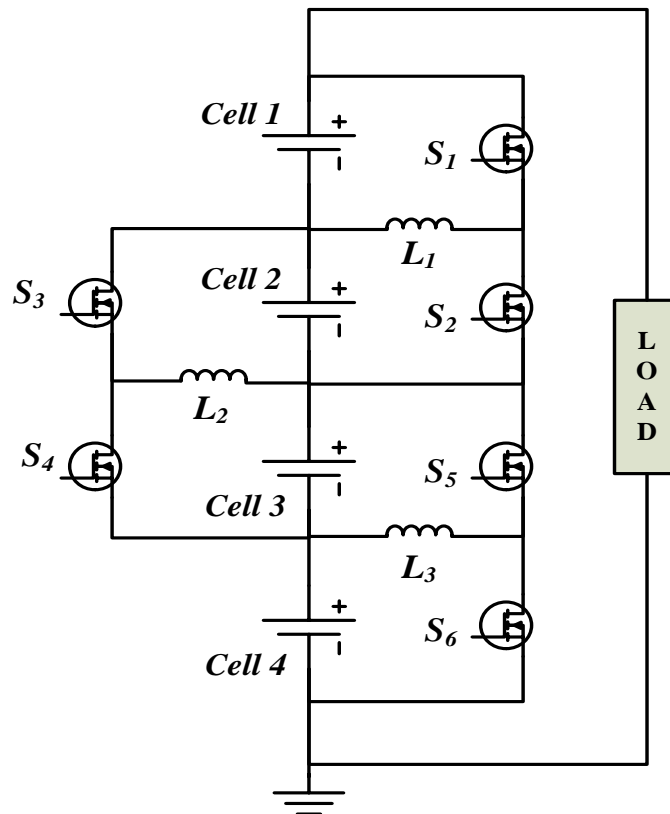 Cell 1
+
S1
L1
S3
Cell 2
+
S2
L
O
A
D
L2
S4
+
S5
Cell 3
L3
+
S6
Cell 4